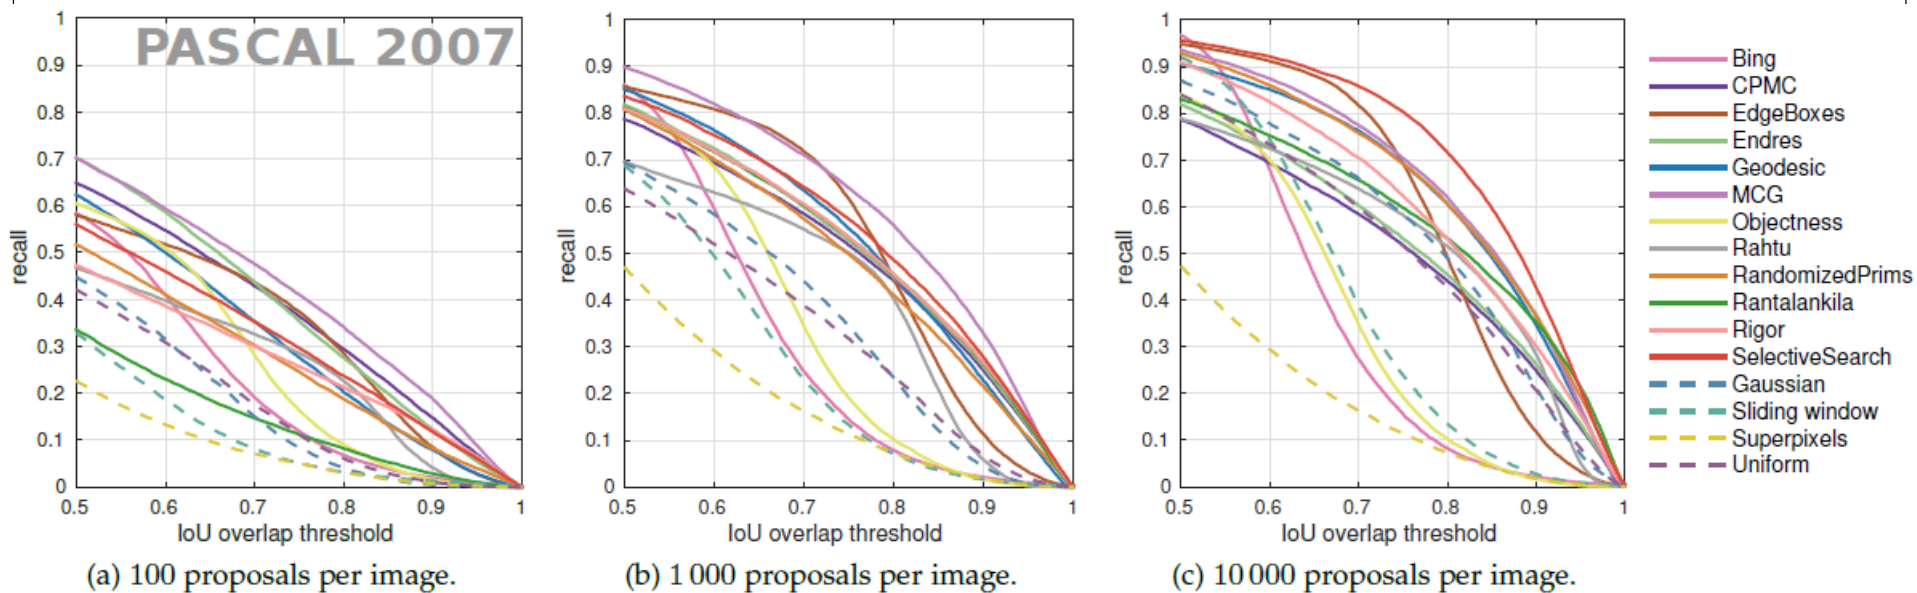 PASCAL 2007
1
0.9
0.8
0.7
0.6
0.5
0.4
0.3
0.2
0.1
0
recall
0.5 0.6 0.7 0.8 0.9 1
IoU overlap threshold
(a) 100 proposals per image.
1
0.9
0.8
0.7
0.6
0.5
0.4
0.3
0.2
0.1
0
recall
0.5 0.6 0.7 0.8 0.9 1
IoU overlap threshold
(b) 1 000 proposals per image.
1
0.9
0.8
0.7
0.6
0.5
0.4
0.3
0.2
0.1
0
recall
0.5 0.6 0.7 0.8 0.9 1
IoU overlap threshold
(c) 10 000 proposals per image.
Bing
CPMC
EdgeBoxes
Endres
Geodesic
MCG
Objectness
Rahtu
RandomizedPrims
Rantalankila
Rigor
SelectiveSearch
Gaussian
Sliding window
Superpixels
Uniform